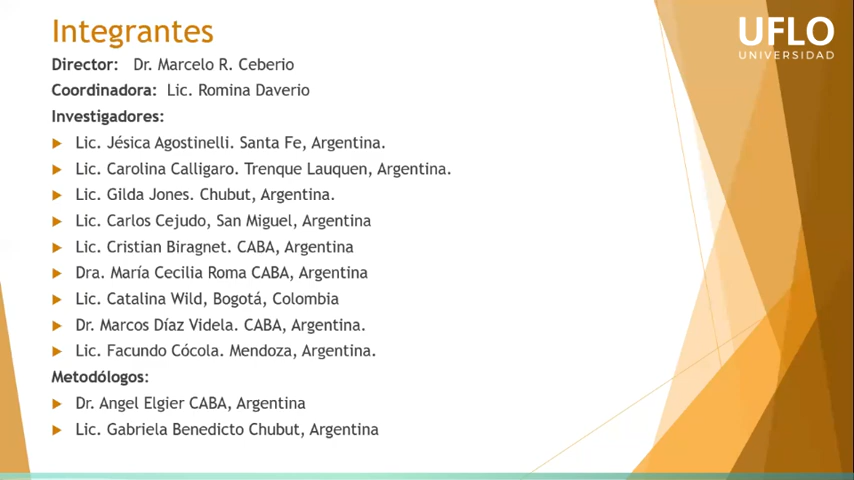 Integrantes
UFLO
UNIVERSIDAD
Director: Dr. Marcelo R. Ceberio
Coordinadora: Lic. Romina Daverio
Investigadores:
Lic. Jésica Agostinelli. Santa Fe, Argentina.
Lic. Carolina Calligaro. Trenque Lauquen, Argentina.
Lic. Gilda Jones. Chubut, Argentina.
Lic. Carlos Cejudo, San Miguel, Argentina
Lic. Cristian Biragnet. CABA, Argentina
Dra. María Cecilia Roma CABA, Argentina
Lic. Catalina Wild, Bogotá, Colombia
Dr. Marcos Díaz Videla. CABA, Argentina.
Lic. Facundo Cócola. Mendoza, Argentina.
Metodólogos:
Dr. Angel Elgier CABA, Argentina
Lic. Gabriela Benedicto Chubut, Argentina